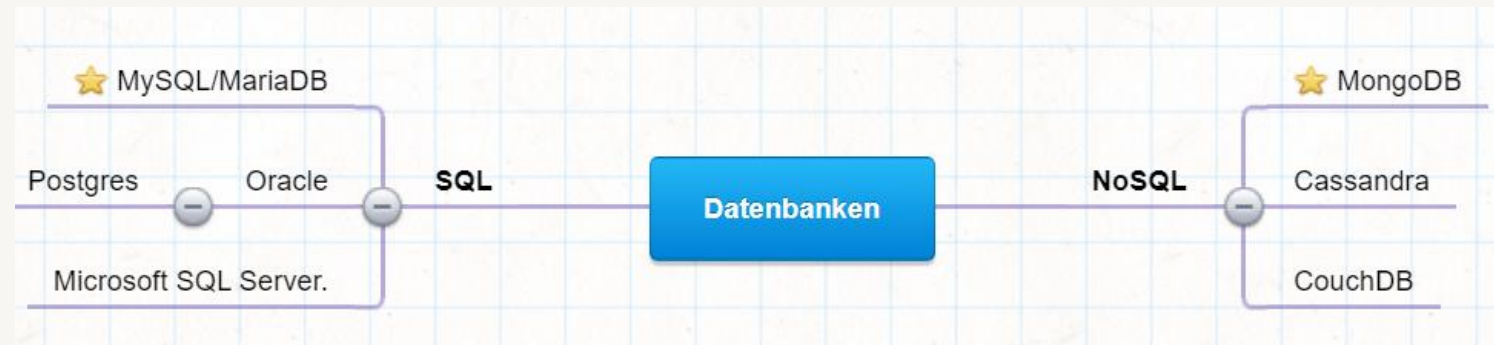 MySQL/MariaDB
Postgres
Oracle
SQL
Microsoft SQL Server.
Datenbanken
NoSQL
MongoDB
Cassandra
CouchDB